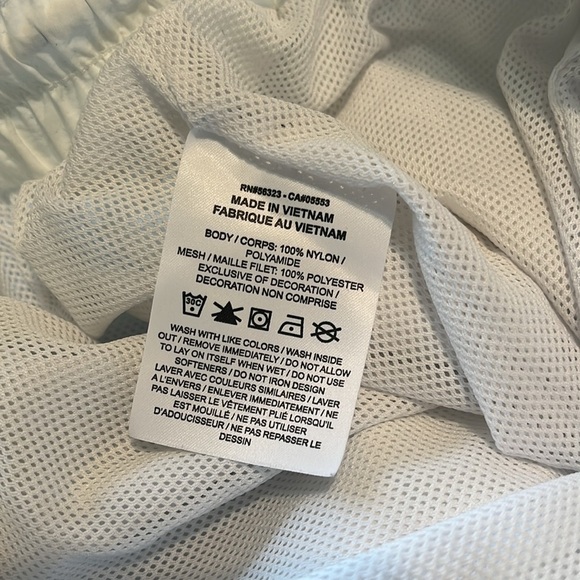 RN#56323 - CA#05553
MADE IN VIETNAM
FABRIQUE AU VIETNAM
BODY / CORPS: 100% NYLON /
POLYAMIDE
MESH / MAILLE FILET: 100% POLYESTER
EXCLUSIVE OF DECORATION /
DECORATION NON COMPRISE
30C
WASH WITH LIKE COLORS / WASH INSIDE
OUT / REMOVE IMMEDIATELY / DO NOT ALLOW
TO LAY ON ITSELF WHEN WET / DO NOT USE
SOFTENERS / DO NOT IRON DESIGN
LAVER AVEC COULEURS SIMILAIRES / LAVER
A L'ENVERS / ENLEVER IMMEDIATEMENT / NE
PAS LAISSER LE VÊTEMENT PLIÉ LORSQU'IL
EST MOUILLÉ / NE PAS UTILISER
D'ADOUCISSEUR / NE PAS REPASSER LE
DESSIN